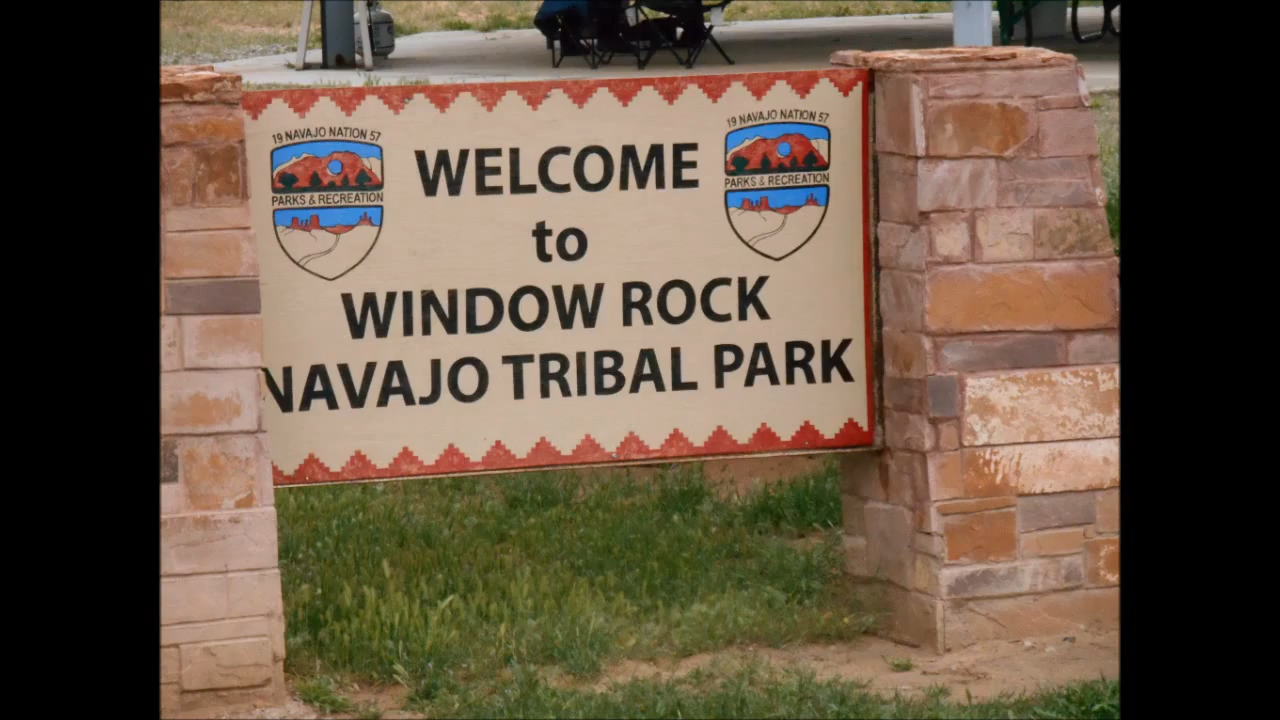 19 NAVAJO NATION 57
PARKS & RECREATION
19 NAVAJO NATION 57
PARKS & RECREATION
WELCOME
to
WINDOW ROCK
NAVAJO TRIBAL PARK